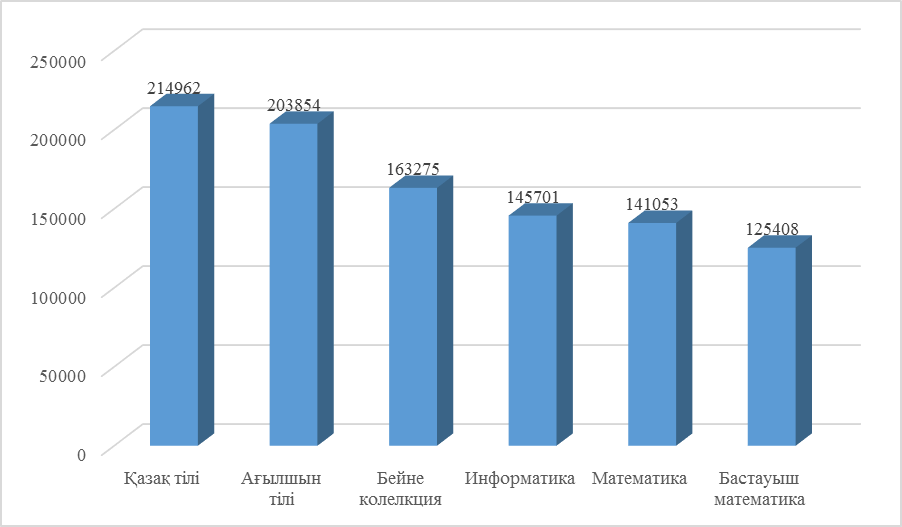 250000
200000
150000
100000
50000
0
214962
203854
163275
145701
141053
125408
Қазақ тілі
Ағылшын
тілі
Бейне
колелкция
Информатика
Математика
Бастауыш
математика